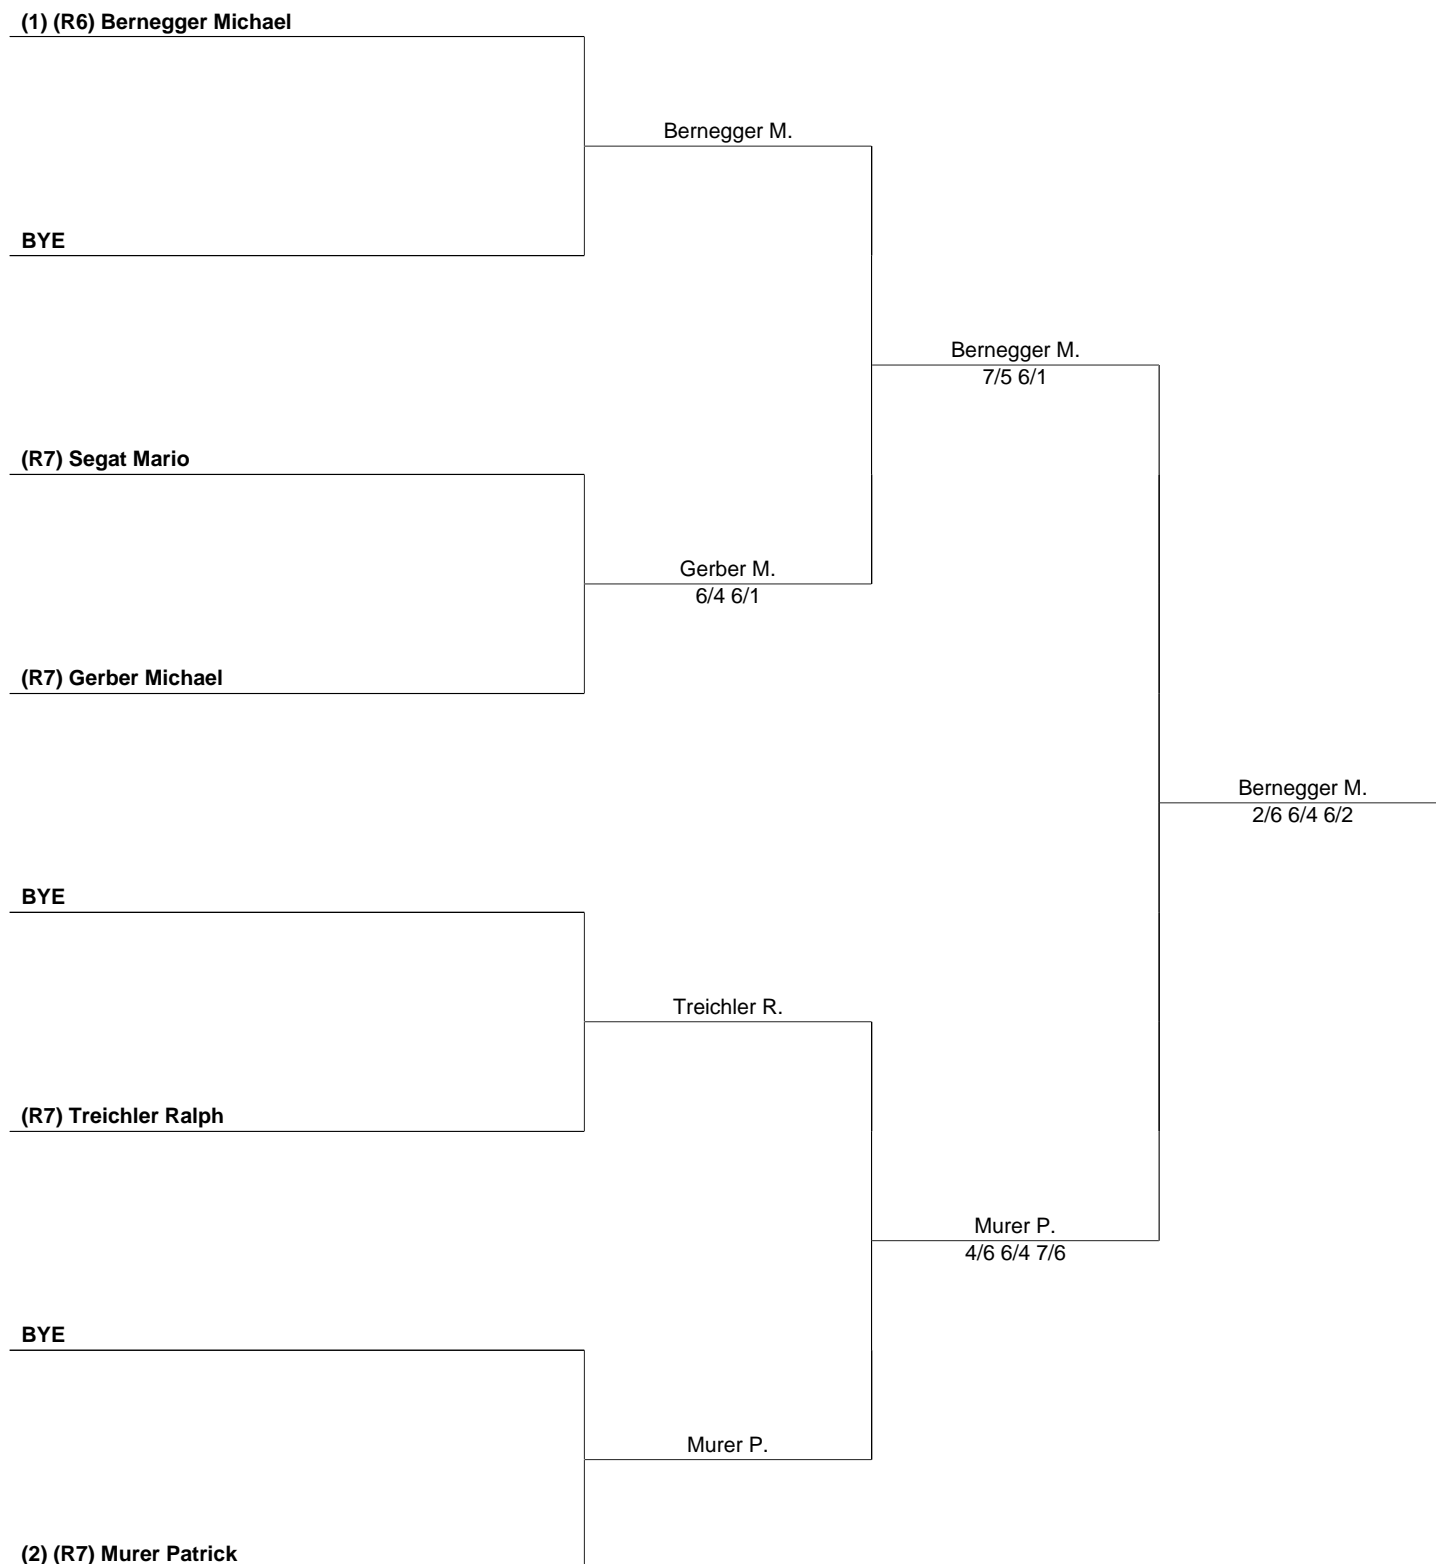 (1) (R6) Bernegger Michael
Bernegger M.
BYE
Bernegger M.
7/5 6/1
(R7) Segat Mario
Gerber M.
6/4 6/1
(R7) Gerber Michael
Bernegger M.
2/6 6/4 6/2
BYE
Treichler R.
(R7) Treichler Ralph
Murer P.
4/6 6/4 7/6
BYE
Murer P.
(2) (R7) Murer Patrick